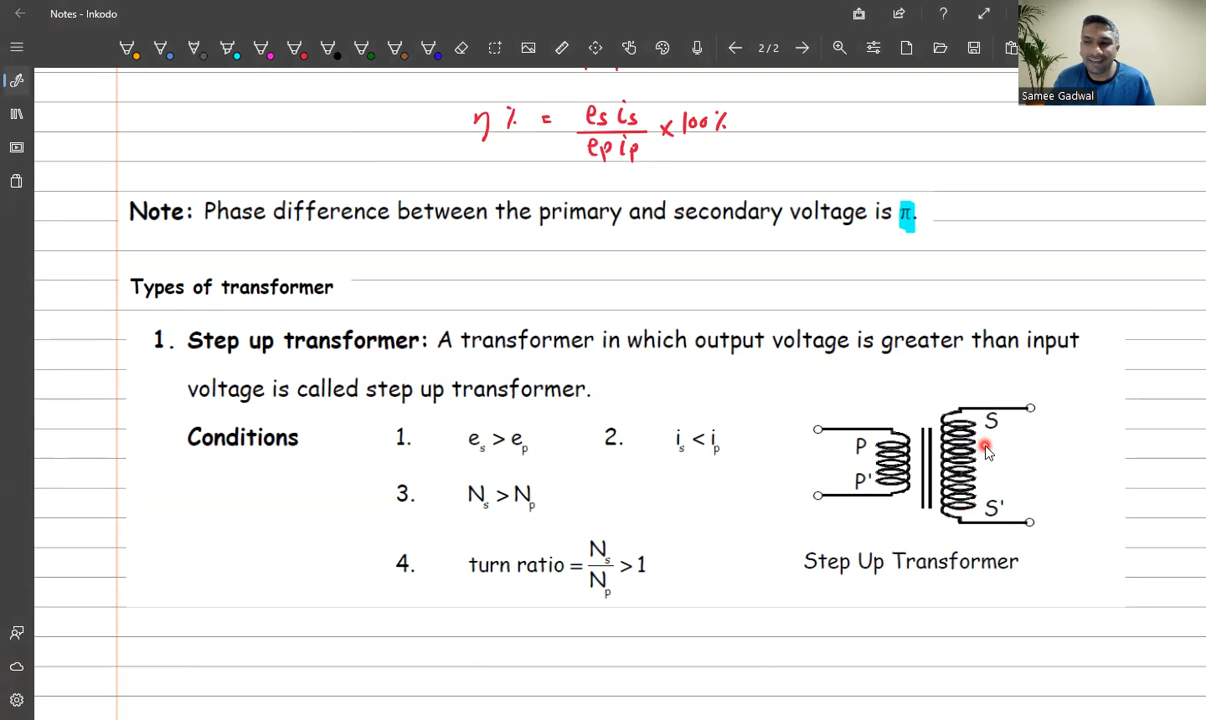 Notes - Inkodo
2/2
Samee Gadwal
η % = es is / ep ip × 100%
Note: Phase difference between the primary and secondary voltage is π.
Types of transformer
1. Step up transformer: A transformer in which output voltage is greater than input
voltage is called step up transformer.
Conditions 1. es > ep 2. is < ip
3. Ns > Np
4. turn ratio = Ns / Np > 1
P
P'
S
S'
Step Up Transformer